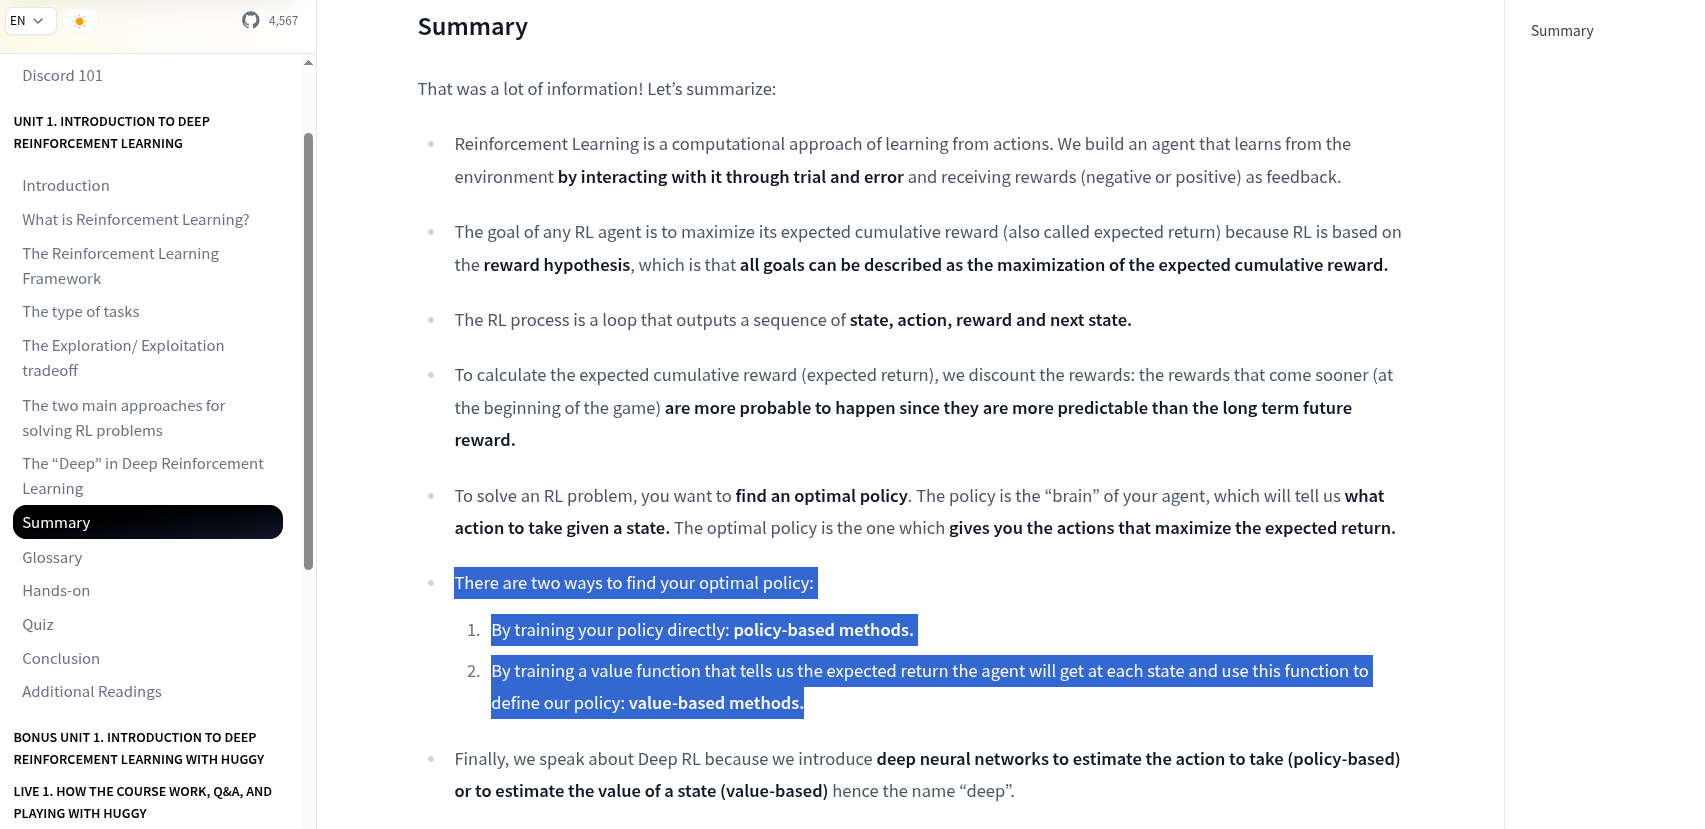 EN
4,567
Discord 101
UNIT 1. INTRODUCTION TO DEEP
REINFORCEMENT LEARNING
Introduction
What is Reinforcement Learning?
The Reinforcement Learning
Framework
The type of tasks
The Exploration/ Exploitation
tradeoff
The two main approaches for
solving RL problems
The “Deep” in Deep Reinforcement
Learning
Summary
Glossary
Hands-on
Quiz
Conclusion
Additional Readings
BONUS UNIT 1. INTRODUCTION TO DEEP
REINFORCEMENT LEARNING WITH HUGGY
LIVE 1. HOW THE COURSE WORK, Q&A, AND
PLAYING WITH HUGGY
Summary
That was a lot of information! Let’s summarize:
Reinforcement Learning is a computational approach of learning from actions. We build an agent that learns from the
environment by interacting with it through trial and error and receiving rewards (negative or positive) as feedback.
The goal of any RL agent is to maximize its expected cumulative reward (also called expected return) because RL is based on
the reward hypothesis, which is that all goals can be described as the maximization of the expected cumulative reward.
The RL process is a loop that outputs a sequence of state, action, reward and next state.
To calculate the expected cumulative reward (expected return), we discount the rewards: the rewards that come sooner (at
the beginning of the game) are more probable to happen since they are more predictable than the long term future
reward.
To solve an RL problem, you want to find an optimal policy. The policy is the “brain” of your agent, which will tell us what
action to take given a state. The optimal policy is the one which gives you the actions that maximize the expected return.
There are two ways to find your optimal policy:
1. By training your policy directly: policy-based methods.
2. By training a value function that tells us the expected return the agent will get at each state and use this function to
define our policy: value-based methods.
Finally, we speak about Deep RL because we introduce deep neural networks to estimate the action to take (policy-based)
or to estimate the value of a state (value-based) hence the name “deep”.
Summary